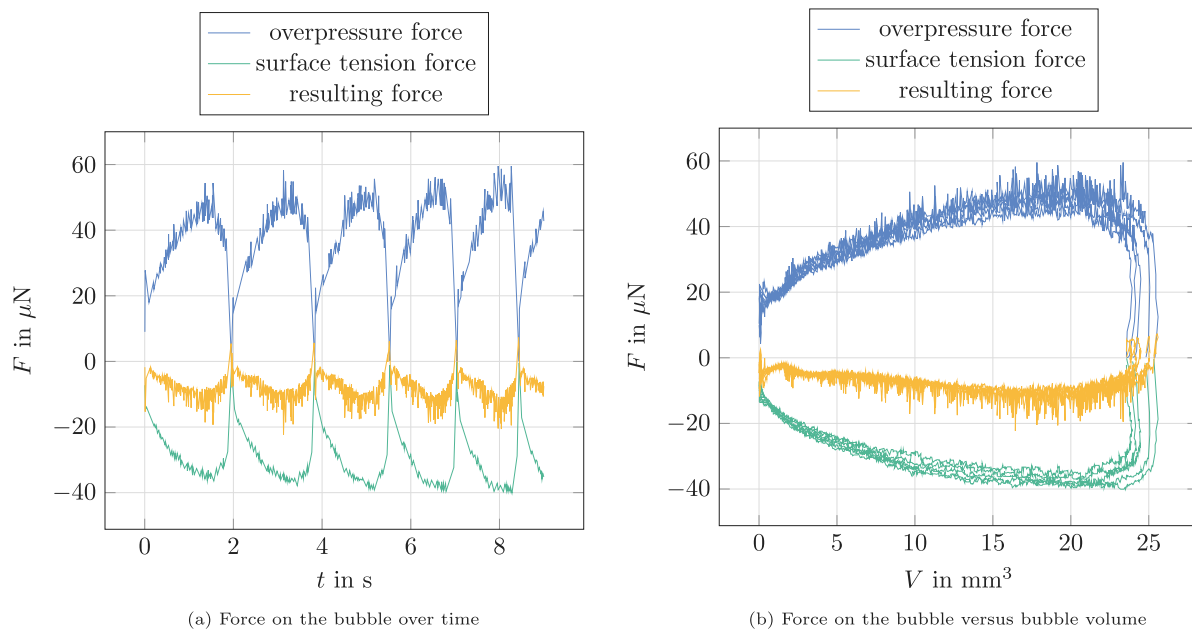 overpressure force
surface tension force
resulting force
60
40
20
0
−20
−40
F in μN
0 2 4 6 8
t in s
(a) Force on the bubble over time
overpressure force
surface tension force
resulting force
60
40
20
0
−20
−40
F in μN
0 5 10 15 20 25
V in mm³
(b) Force on the bubble versus bubble volume